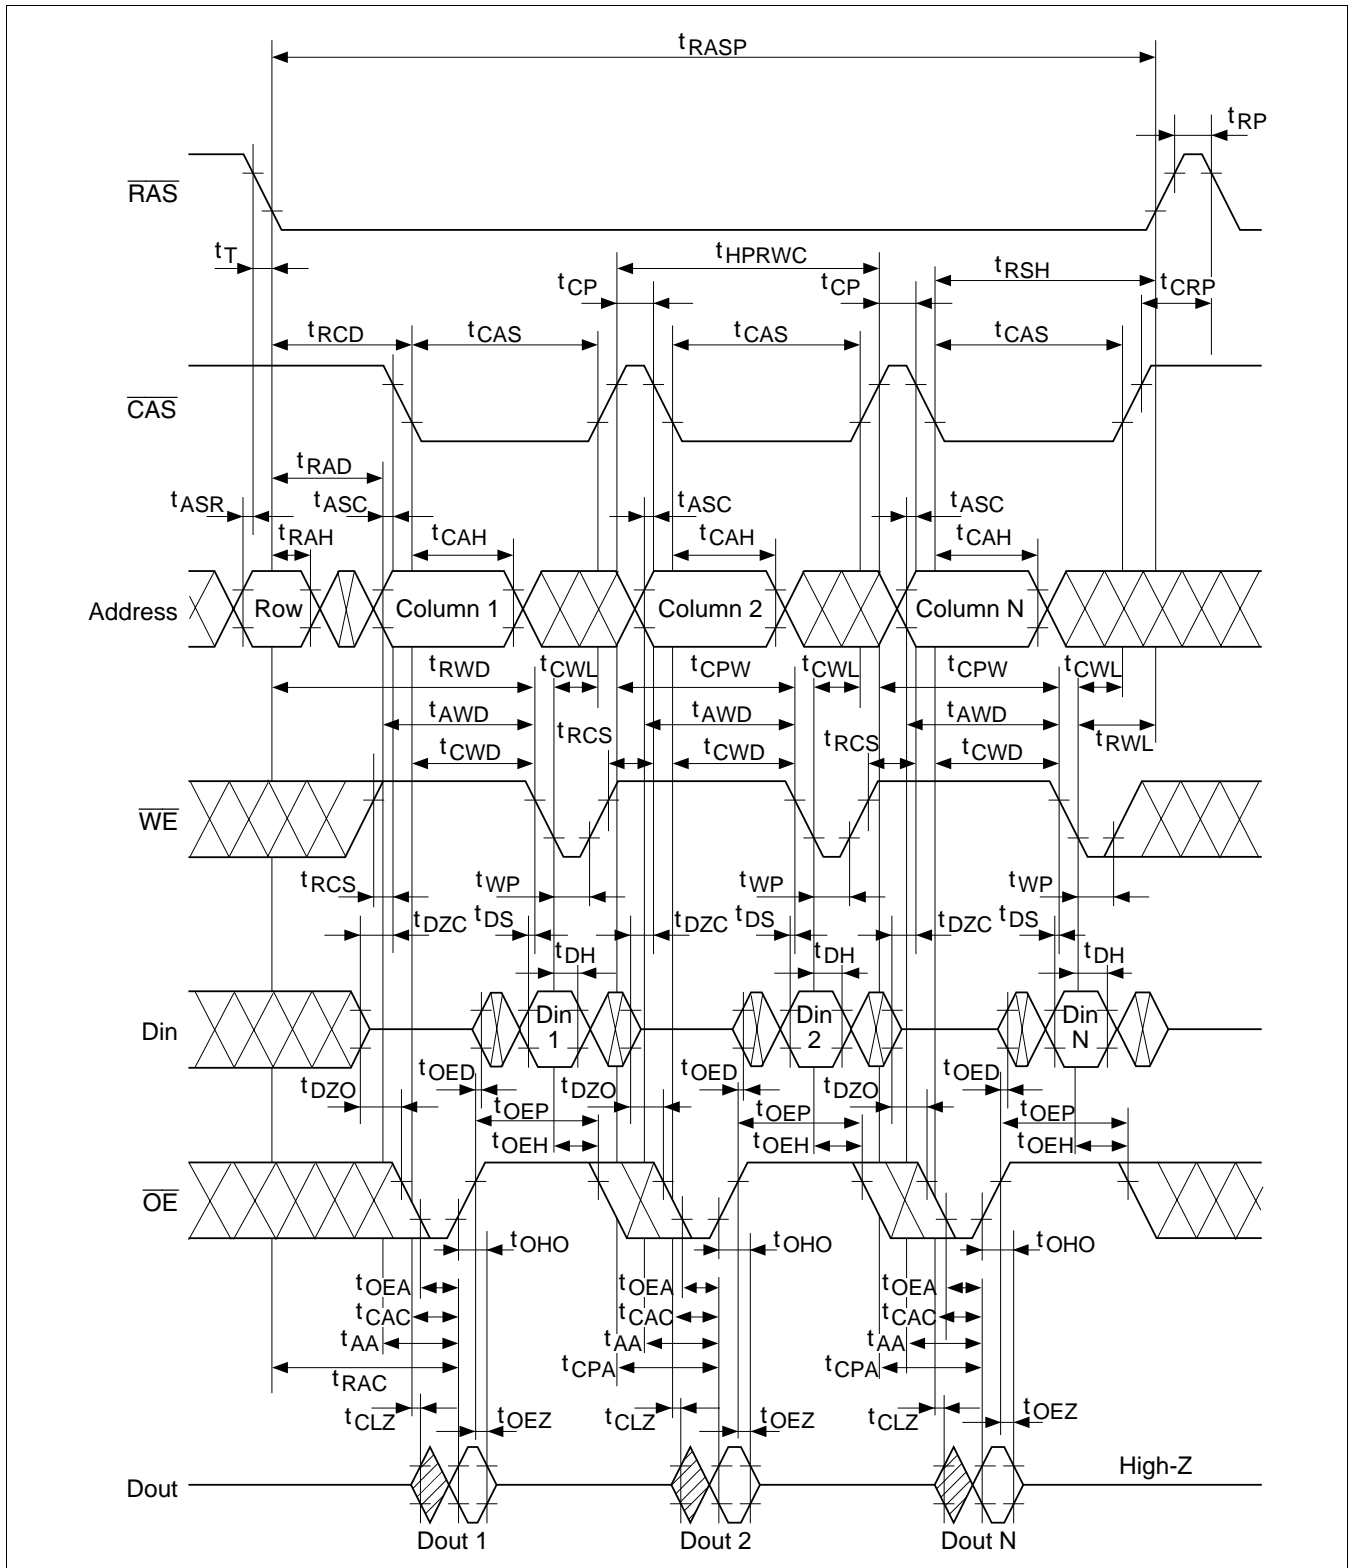 tRASP
tRP
RAS
tT
tHPRWC
tRSH
tCP
tCP
tCRP
tRCD
tCAS
tCAS
tCAS
CAS
tRAD
tASR
tASC
tASC
tASC
tRAH
tCAH
tCAH
tCAH
Address
Row
Column 1
Column 2
Column N
tRWD
tCWL
tCPW
tCWL
tCPW
tCWL
tAWD
tAWD
tAWD
tRCS
tRCS
tRWL
tCWD
tCWD
tCWD
WE
tRCS
tWP
tWP
tWP
tDZC
tDS
tDZC
tDS
tDZC
tDS
tDH
tDH
tDH
Din
Din 1
Din 2
Din N
tOED
tOED
tOED
tDZO
tDZO
tDZO
tOEP
tOEP
tOEP
tOEH
tOEH
tOEH
OE
tOHO
tOHO
tOHO
tOEA
tOEA
tOEA
tCAC
tCAC
tCAC
tAA
tAA
tAA
tRAC
tCPA
tCPA
tCLZ
tOEZ
tCLZ
tOEZ
tCLZ
tOEZ
High-Z
Dout
Dout 1
Dout 2
Dout N